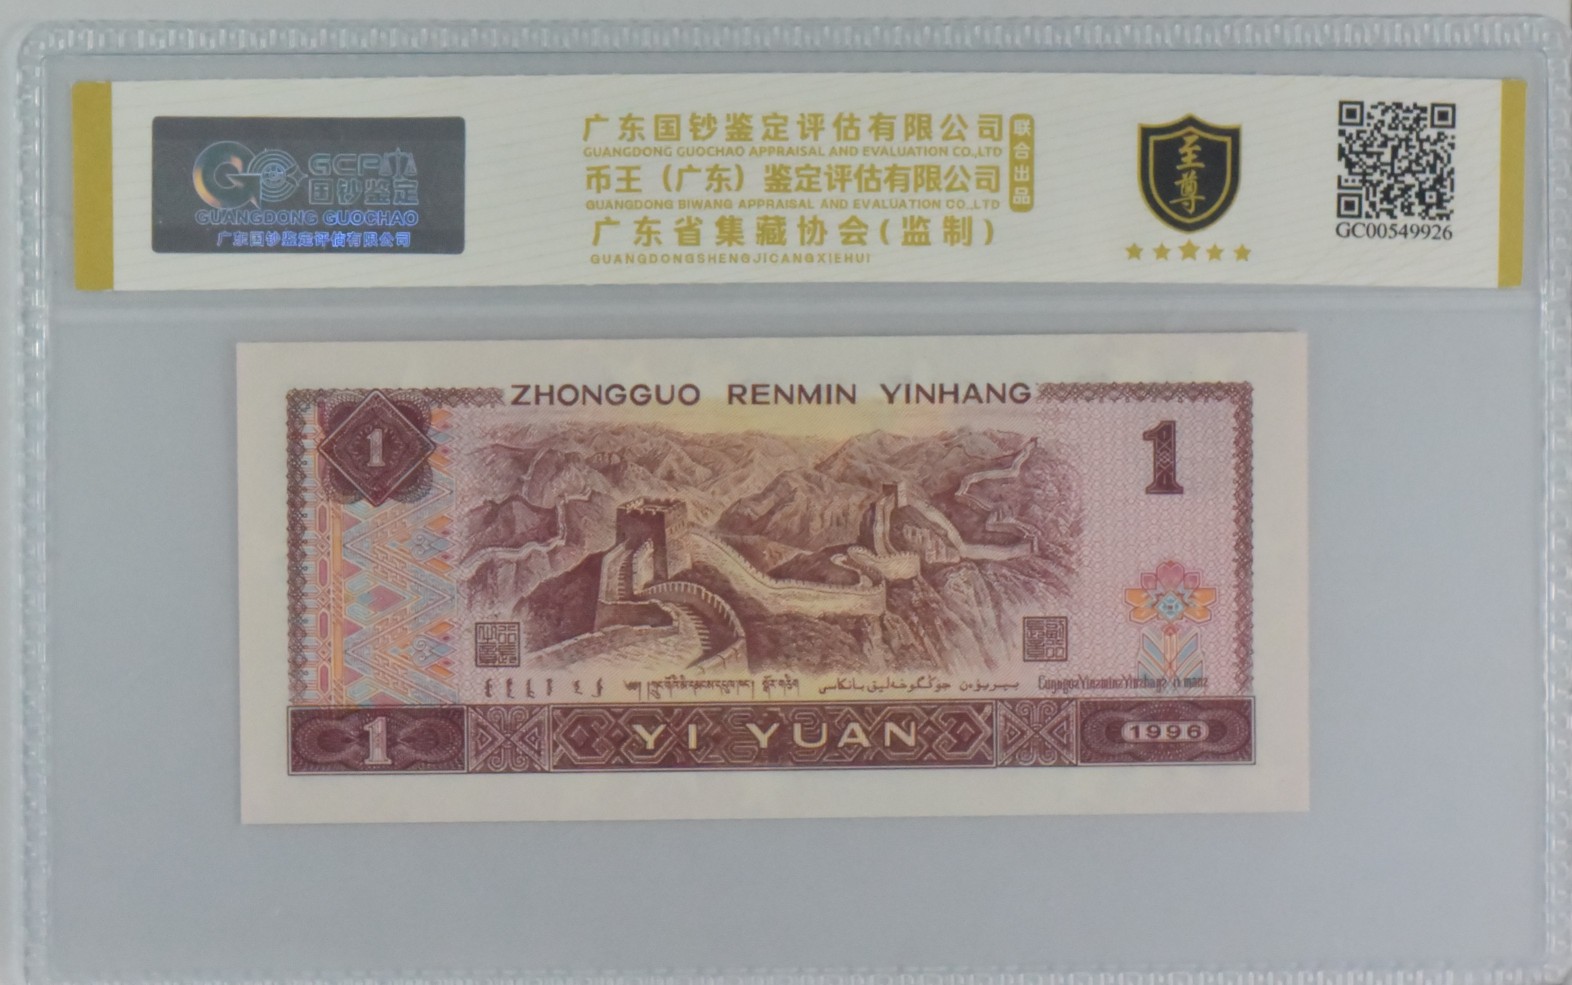 GCPA
国钞鉴定
GUANGDONG GUOCHAO
广东国钞鉴定评估有限公司
广东国钞鉴定评估有限公司
GUANGDONG GUOCHAO APPRAISAL AND EVALUATION CO.,LTD
币王（广东）鉴定评估有限公司
GUANGDONG BIWANG APPRAISAL AND EVALUATION CO.,LTD
联合出品
广东省集藏协会(监制)
GUANGDONGSHENGJICANGXIEHUI
至尊
GC00549926
ZHONGGUO RENMIN YINHANG
1
1
1
YI YUAN
1996